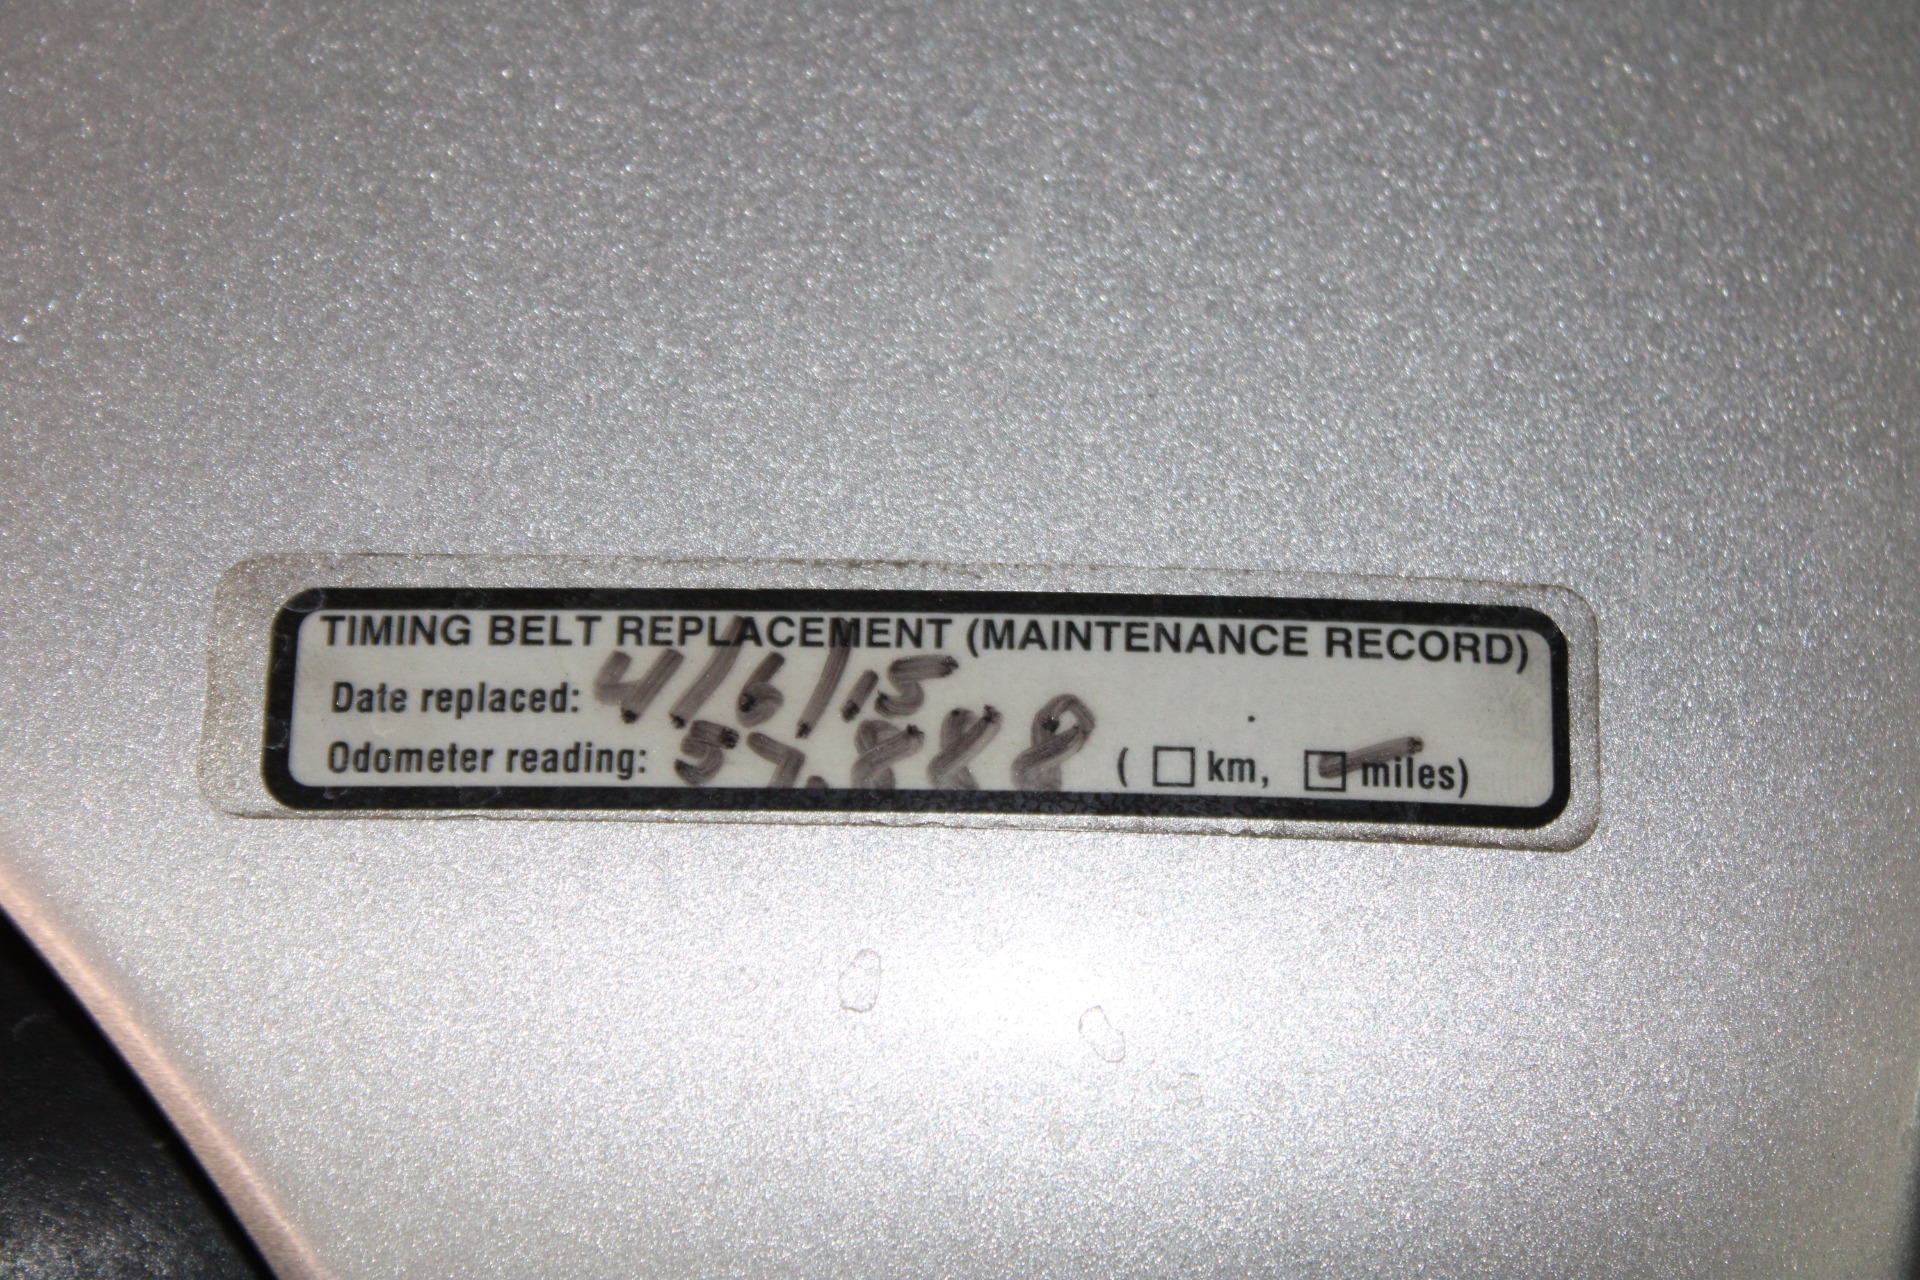 TIMING BELT REPLACEMENT (MAINTENANCE RECORD)
Date replaced: 4/6/15
Odometer reading: 57,888 ( □ km, □ miles)